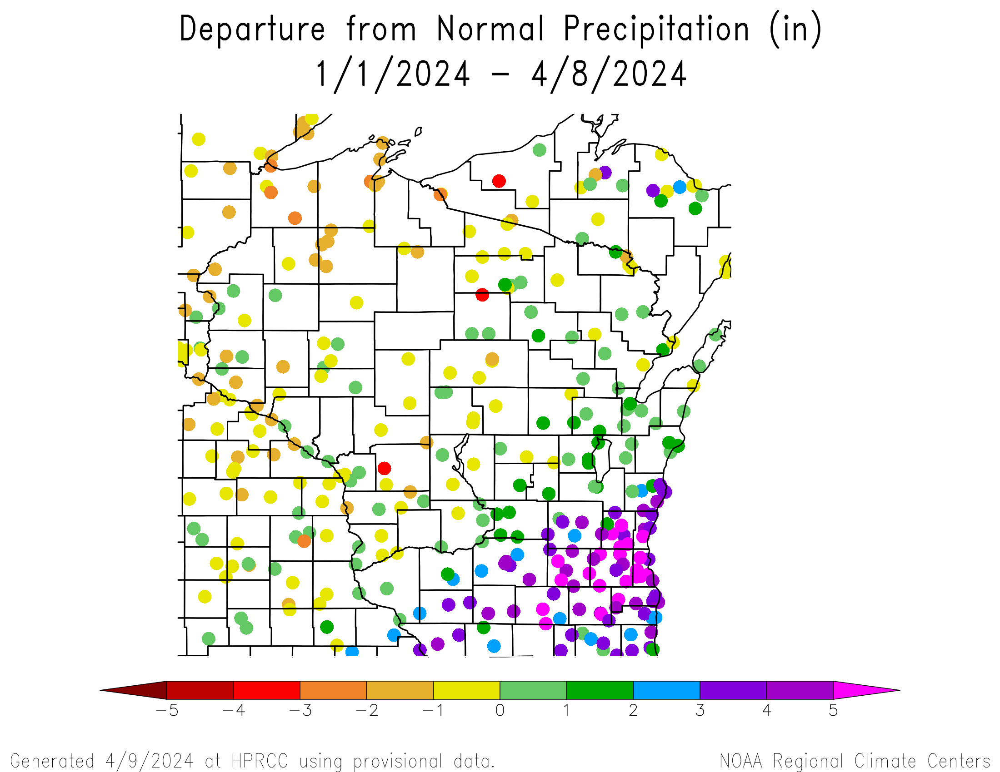 Departure from Normal Precipitation (in)
1/1/2024 – 4/8/2024
−5 −4 −3 −2 −1 0 1 2 3 4 5
Generated 4/9/2024 at HPRCC using provisional data.
NOAA Regional Climate Centers